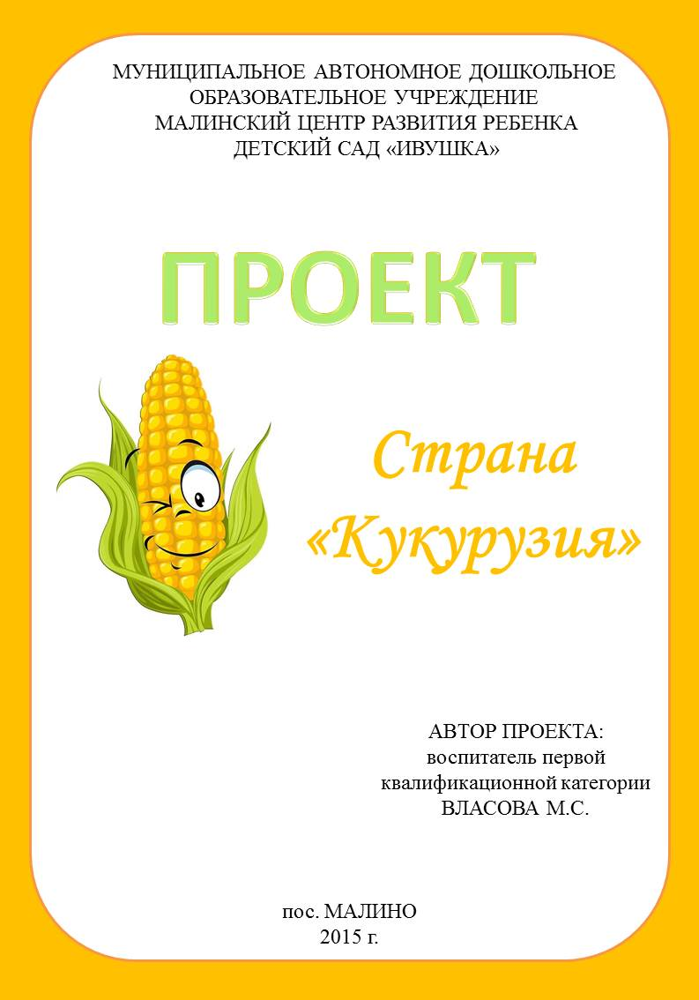 МУНИЦИПАЛЬНОЕ АВТОНОМНОЕ ДОШКОЛЬНОЕ
ОБРАЗОВАТЕЛЬНОЕ УЧРЕЖДЕНИЕ
МАЛИНСКИЙ ЦЕНТР РАЗВИТИЯ РЕБЕНКА
ДЕТСКИЙ САД «ИВУШКА»
ПРОЕКТ
Страна
«Кукурузия»
АВТОР ПРОЕКТА:
воспитатель первой
квалификационной категории
ВЛАСОВА М.С.
пос. МАЛИНО
2015 г.